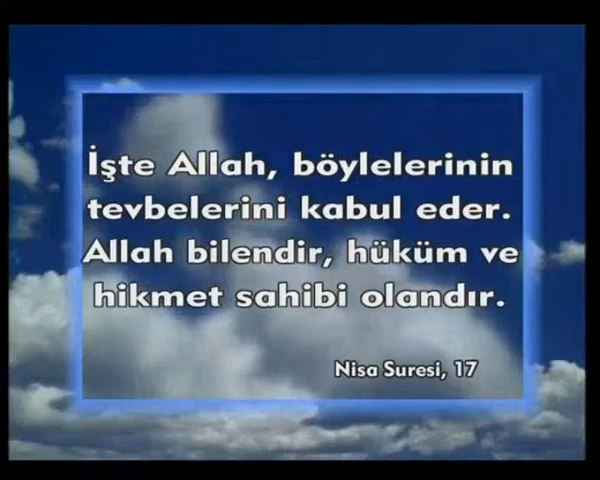 İşte Allah, böylelerinin
tevbelerini kabul eder.
Allah bilendir, hüküm ve
hikmet sahibi olandır.
Nisa Suresi, 17